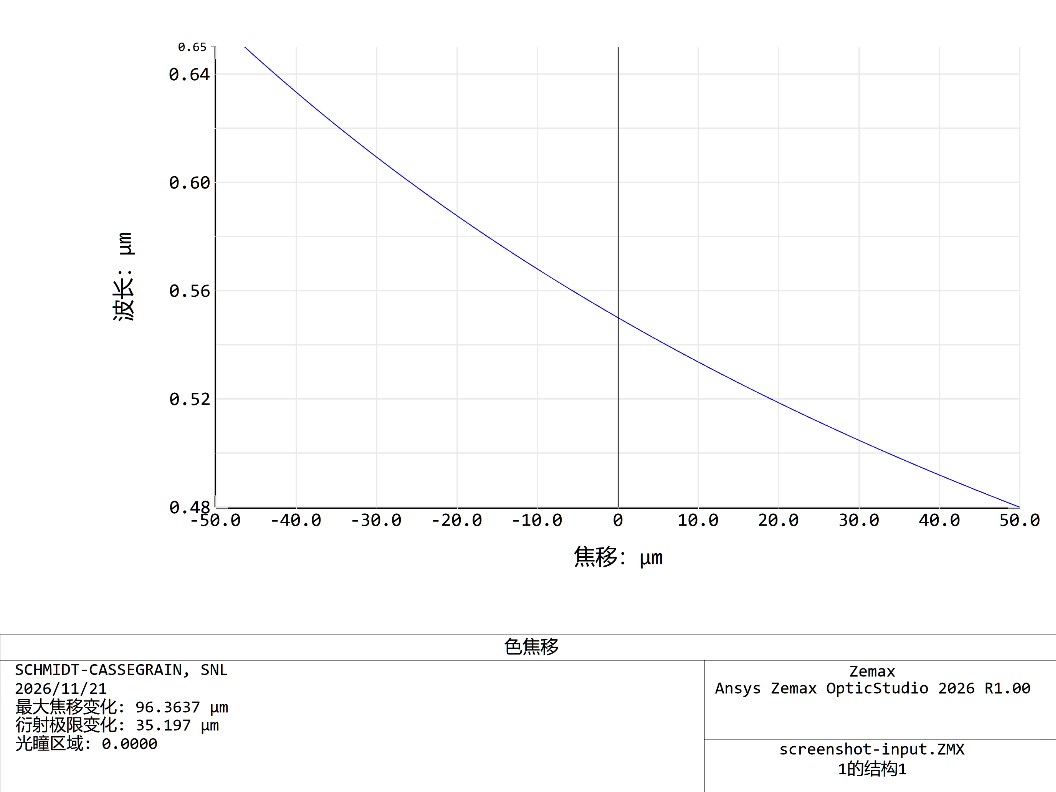 0.65
0.64
0.60
0.56
0.52
0.48
波长: μm
-50.0 -40.0 -30.0 -20.0 -10.0 0 10.0 20.0 30.0 40.0 50.0
焦移: μm
色焦移
SCHMIDT-CASSEGRAIN, SNL
2026/11/21
最大焦移变化: 96.3637 μm
衍射极限变化: 35.197 μm
光瞳区域: 0.0000
Zemax
Ansys Zemax OpticStudio 2026 R1.00
screenshot-input.ZMX
1的结构1